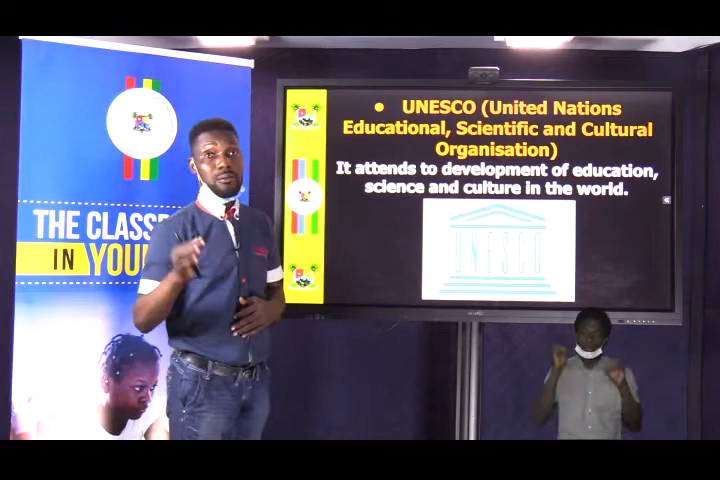 THE CLASS
IN YOU
● UNESCO (United Nations
Educational, Scientific and Cultural
Organisation)
It attends to development of education,
science and culture in the world.
UNESCO